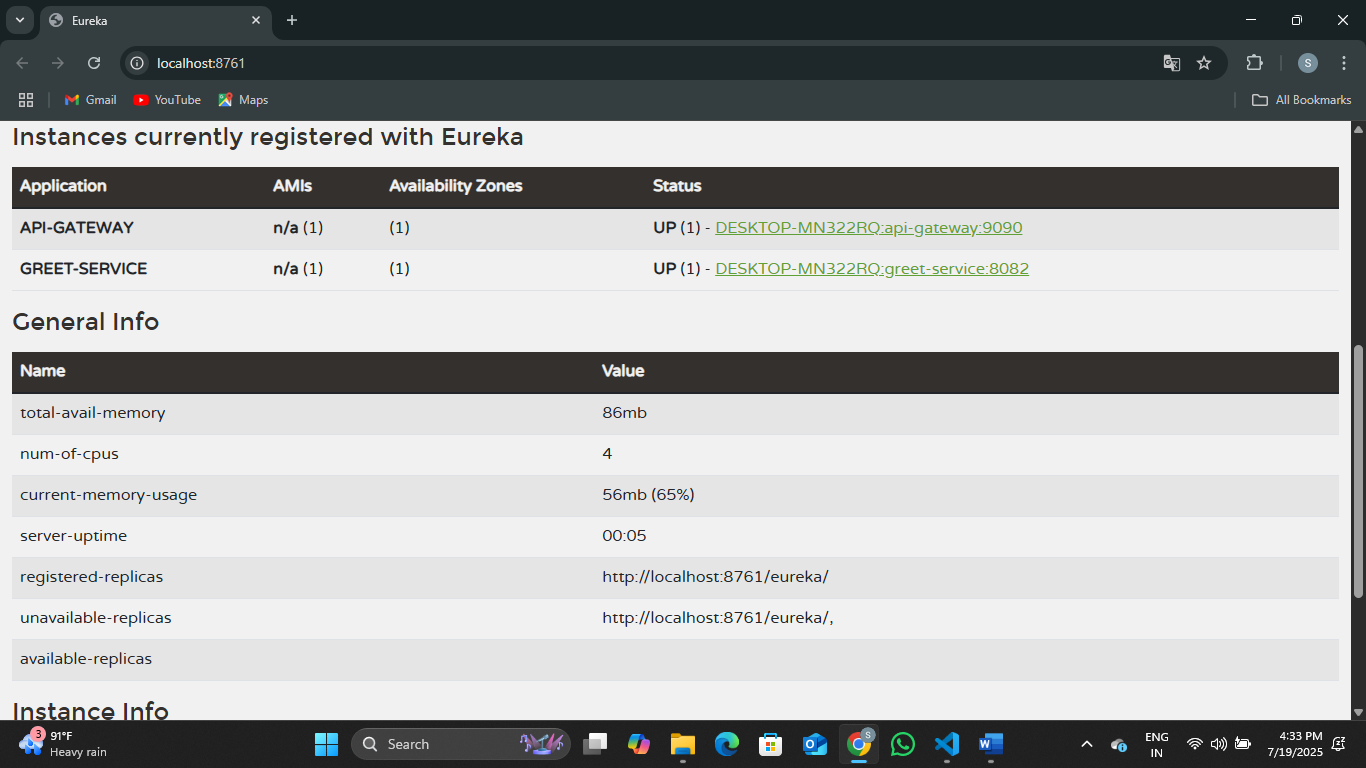 Eureka
localhost:8761
Gmail YouTube Maps All Bookmarks
S
Instances currently registered with Eureka
Application AMIs Availability Zones Status
API-GATEWAY n/a (1) (1) UP (1) - DESKTOP-MN322RQ:api-gateway:9090
GREET-SERVICE n/a (1) (1) UP (1) - DESKTOP-MN322RQ:greet-service:8082
General Info
Name Value
total-avail-memory 86mb
num-of-cpus 4
current-memory-usage 56mb (65%)
server-uptime 00:05
registered-replicas http://localhost:8761/eureka/
unavailable-replicas http://localhost:8761/eureka/,
available-replicas
Instance Info
3 91°F
Heavy rain
Search
S
ENG
IN
4:33 PM
7/19/2025